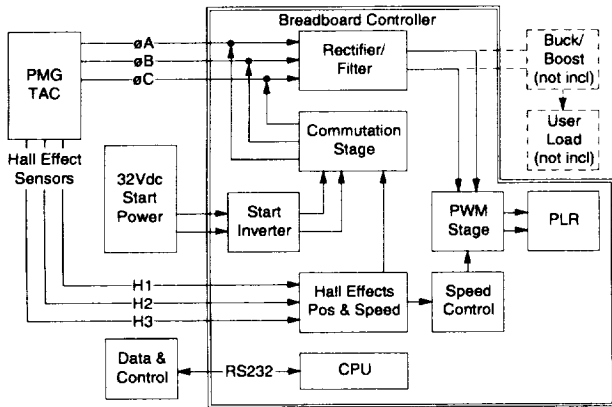 Breadboard Controller
PMG
TAC
øA
øB
øC
Rectifier/
Filter
Buck/
Boost
(not incl)
User
Load
(not incl)
Commutation
Stage
Hall Effect
Sensors
32Vdc
Start
Power
Start
Inverter
PWM
Stage
PLR
H1
H2
H3
Hall Effects
Pos & Speed
Speed
Control
Data &
Control
RS232
CPU